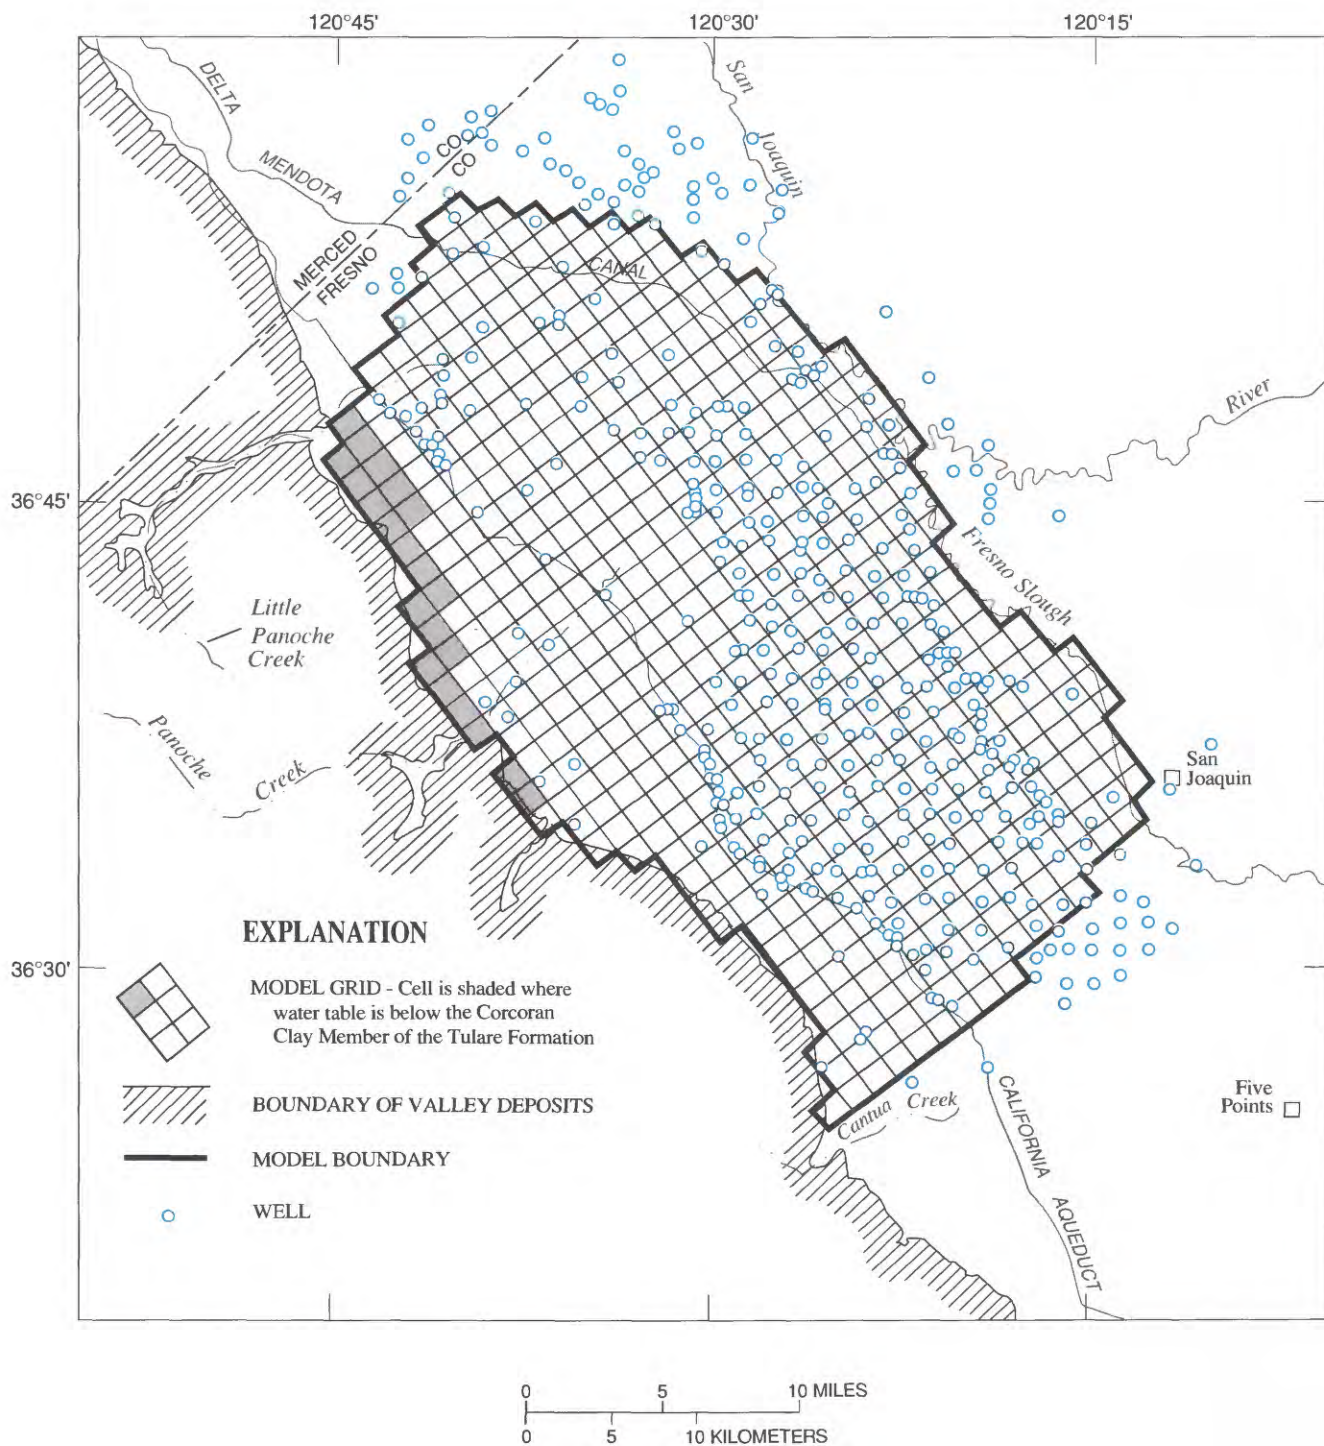 120°45' 120°30' 120°15'
DELTA
MENDOTA
CANAL
San
Joaquin
River
CO
CO
MERCED
FRESNO
36°45'
Fresno Slough
Little
Panoche
Creek
Panoche
Creek
San
Joaquin
36°30'
EXPLANATION
MODEL GRID - Cell is shaded where
water table is below the Corcoran
Clay Member of the Tulare Formation
BOUNDARY OF VALLEY DEPOSITS
MODEL BOUNDARY
WELL
Cantua Creek
CALIFORNIA AQUEDUCT
Five
Points
0 5 10 MILES
0 5 10 KILOMETERS